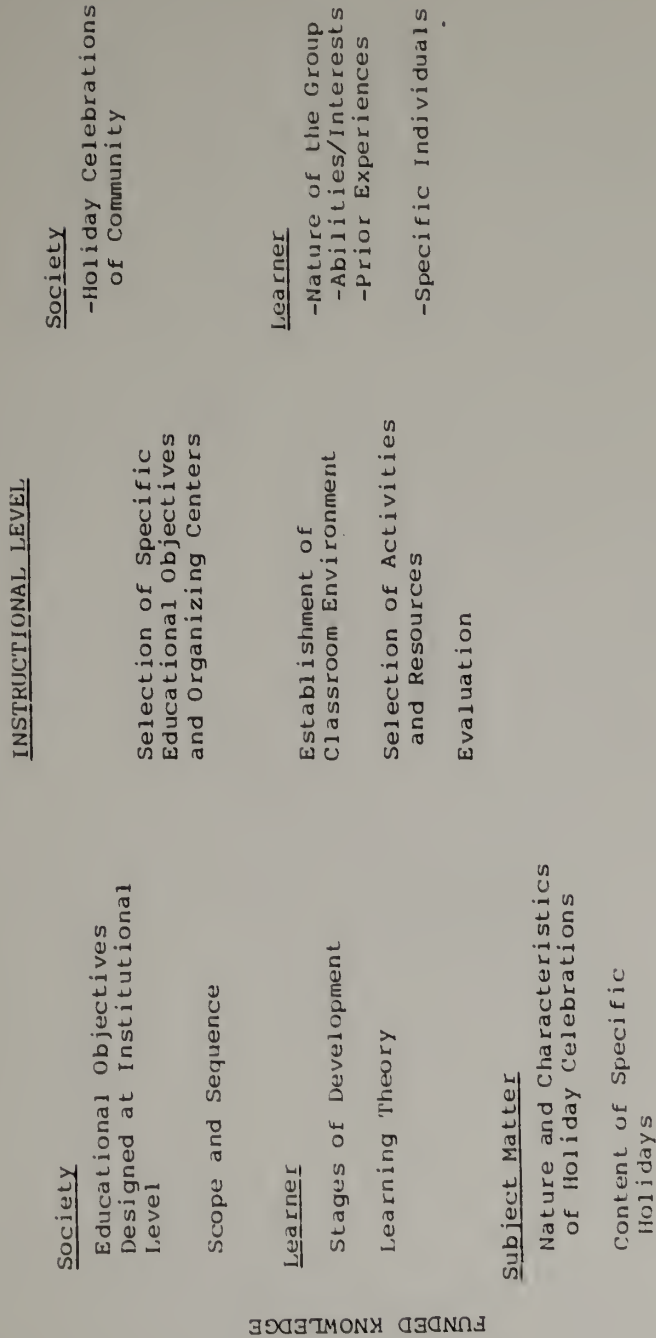 INSTRUCTIONAL LEVEL
FUNDED KNOWLEDGE
Society
Educational Objectives
Designed at Institutional
Level
Scope and Sequence
Learner
Stages of Development
Learning Theory
Subject Matter
Nature and Characteristics
of Holiday Celebrations
Content of Specific
Holidays
Selection of Specific
Educational Objectives
and Organizing Centers
Establishment of
Classroom Environment
Selection of Activities
and Resources
Evaluation
Society
-Holiday Celebrations
of Community
Learner
-Nature of the Group
-Abilities/Interests
-Prior Experiences
-Specific Individuals